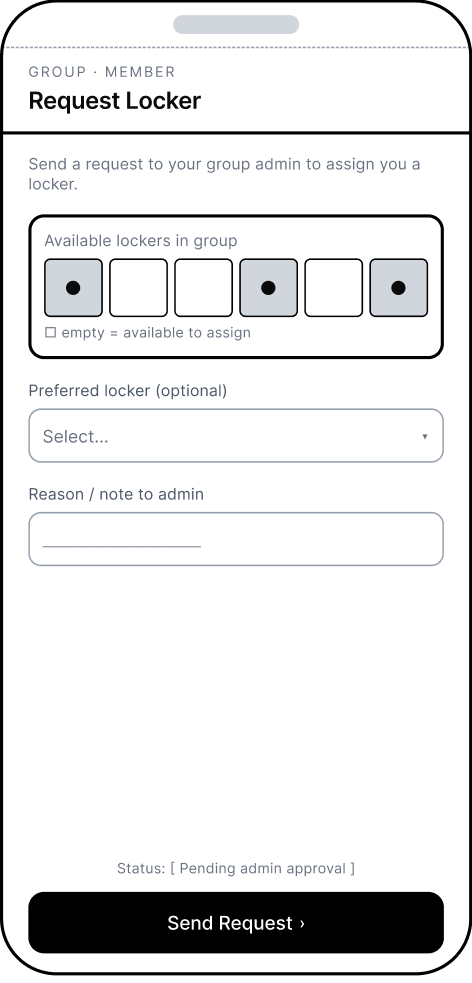 GROUP · MEMBER
Request Locker
Send a request to your group admin to assign you a
locker.
Available lockers in group
☐ empty = available to assign
Preferred locker (optional)
Select...
▾
Reason / note to admin
____________________
Status: [ Pending admin approval ]
Send Request ›